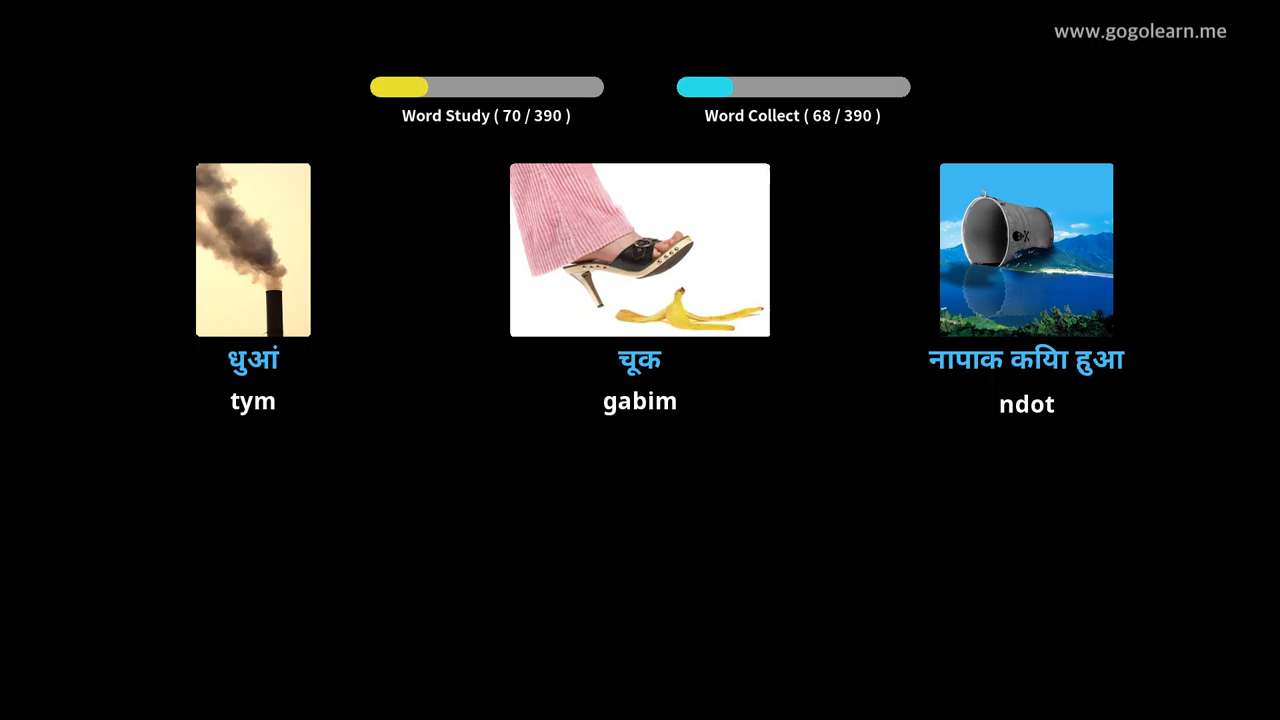 www.gogolearn.me
Word Study ( 70 / 390 )
Word Collect ( 68 / 390 )
धुआं
चूक
नापाक कयिा हुआ
tym
gabim
ndot